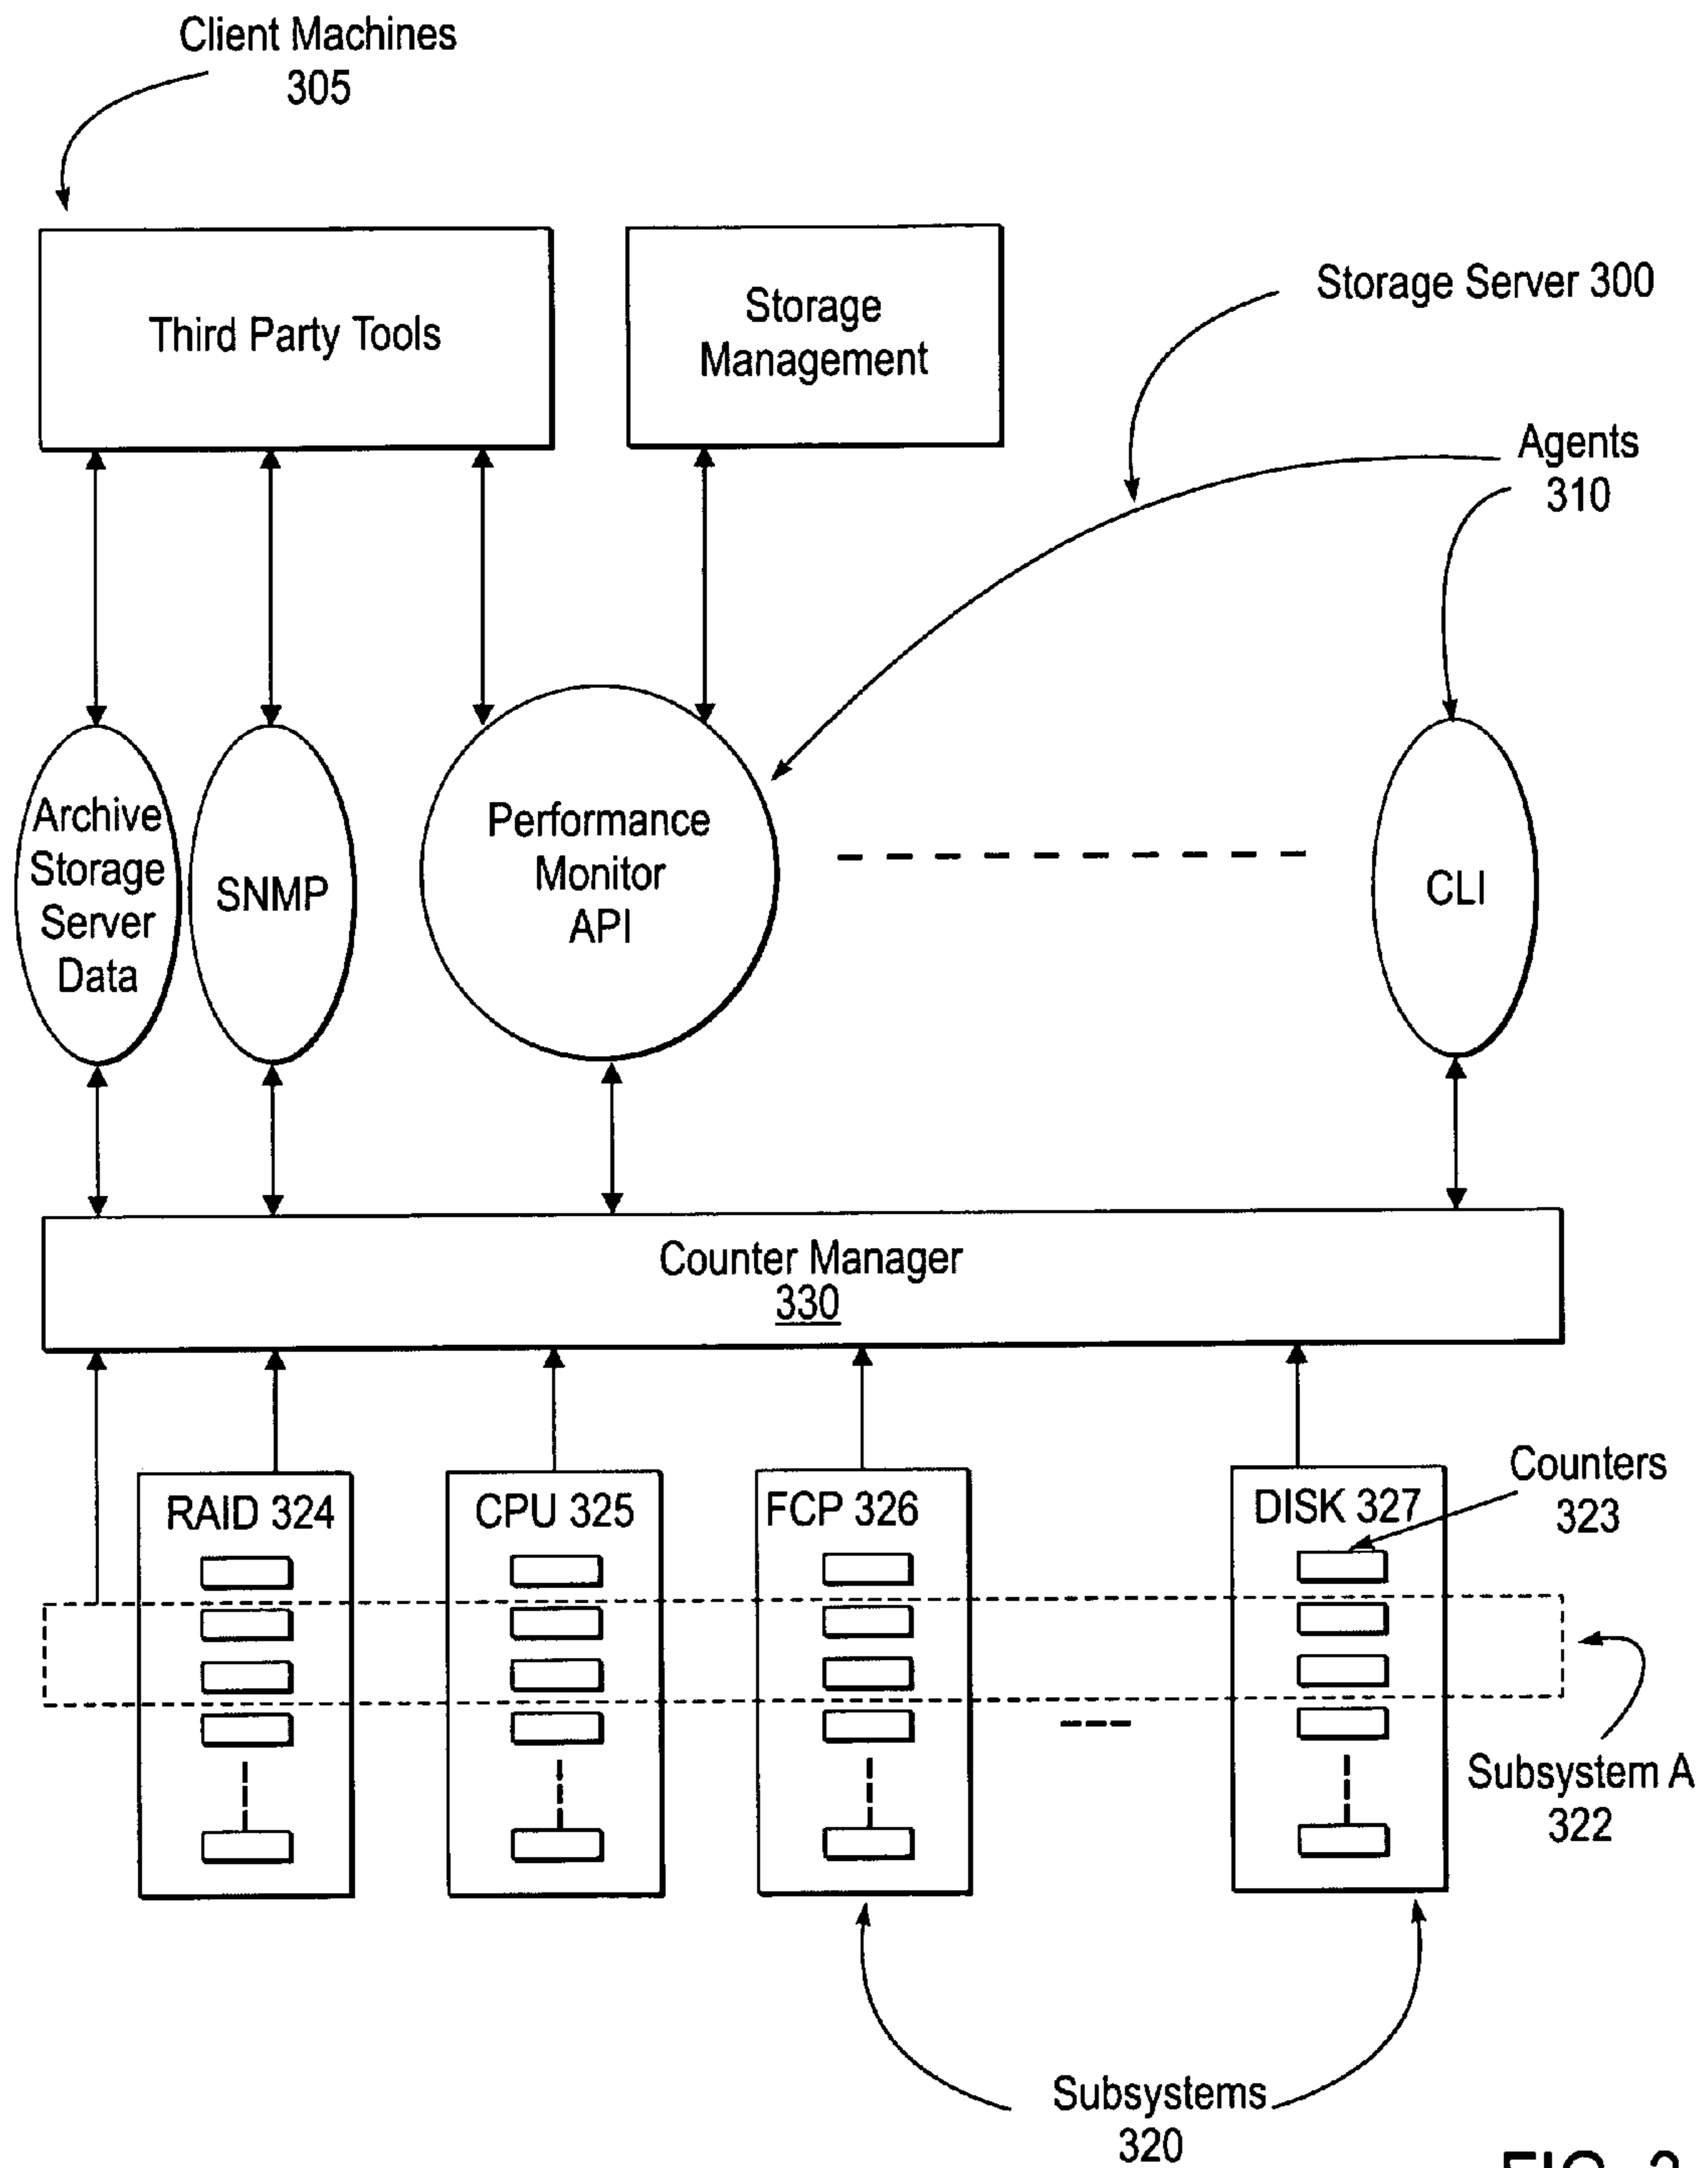 Client Machines
305
Third Party Tools
Storage
Management
Storage Server 300
Agents
310
Archive
Storage
Server
Data
SNMP
Performance
Monitor
API
CLI
Counter Manager
330
RAID 324
CPU 325
FCP 326
DISK 327
Counters
323
Subsystem A
322
Subsystems
320